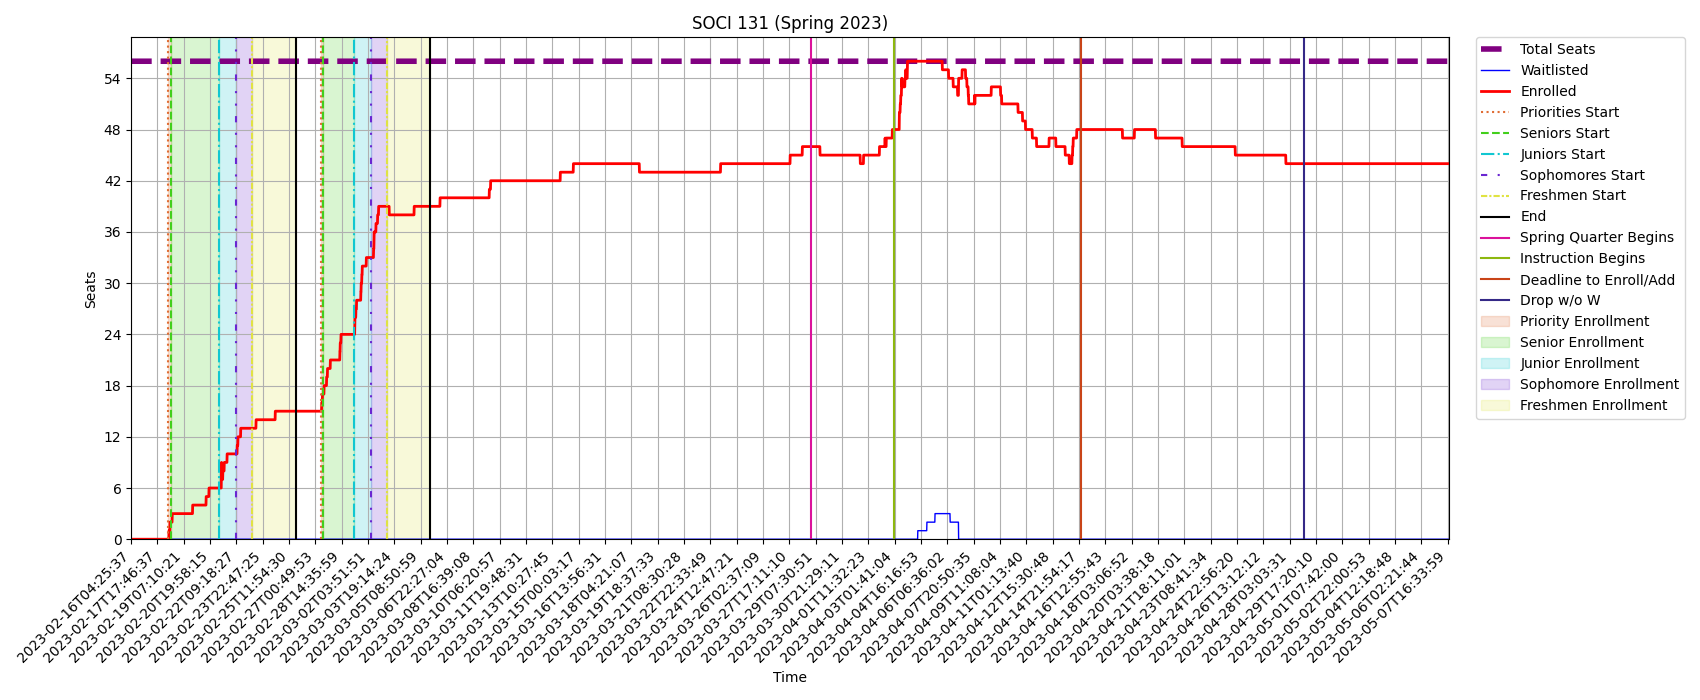 SOCI 131 (Spring 2023)
Seats
54
48
42
36
30
24
18
12
6
0
2023-02-16T04:25:37
2023-02-17T17:46:37
2023-02-19T07:10:21
2023-02-20T19:58:15
2023-02-22T09:18:27
2023-02-23T22:47:25
2023-02-25T11:54:30
2023-02-27T00:49:53
2023-02-28T14:35:59
2023-03-02T03:51:51
2023-03-03T19:14:24
2023-03-05T08:50:59
2023-03-06T22:27:04
2023-03-08T16:39:08
2023-03-10T06:20:57
2023-03-11T19:48:31
2023-03-13T10:27:45
2023-03-15T00:03:17
2023-03-16T13:56:31
2023-03-18T04:21:07
2023-03-19T18:37:33
2023-03-21T08:30:28
2023-03-22T22:33:49
2023-03-24T12:47:21
2023-03-26T02:37:09
2023-03-27T17:11:10
2023-03-29T07:30:51
2023-03-30T21:29:11
2023-04-01T11:32:23
2023-04-03T01:41:04
2023-04-04T16:16:53
2023-04-06T06:36:02
2023-04-07T20:50:35
2023-04-09T11:08:04
2023-04-11T01:13:40
2023-04-12T15:30:48
2023-04-14T21:54:17
2023-04-16T12:55:43
2023-04-18T03:06:52
2023-04-20T03:38:18
2023-04-21T18:11:01
2023-04-23T08:41:34
2023-04-24T22:56:20
2023-04-26T13:12:12
2023-04-28T03:03:31
2023-04-29T17:20:10
2023-05-01T07:42:00
2023-05-02T22:00:53
2023-05-04T12:18:48
2023-05-06T02:21:44
2023-05-07T16:33:59
Time
Total Seats
Waitlisted
Enrolled
Priorities Start
Seniors Start
Juniors Start
Sophomores Start
Freshmen Start
End
Spring Quarter Begins
Instruction Begins
Deadline to Enroll/Add
Drop w/o W
Priority Enrollment
Senior Enrollment
Junior Enrollment
Sophomore Enrollment
Freshmen Enrollment